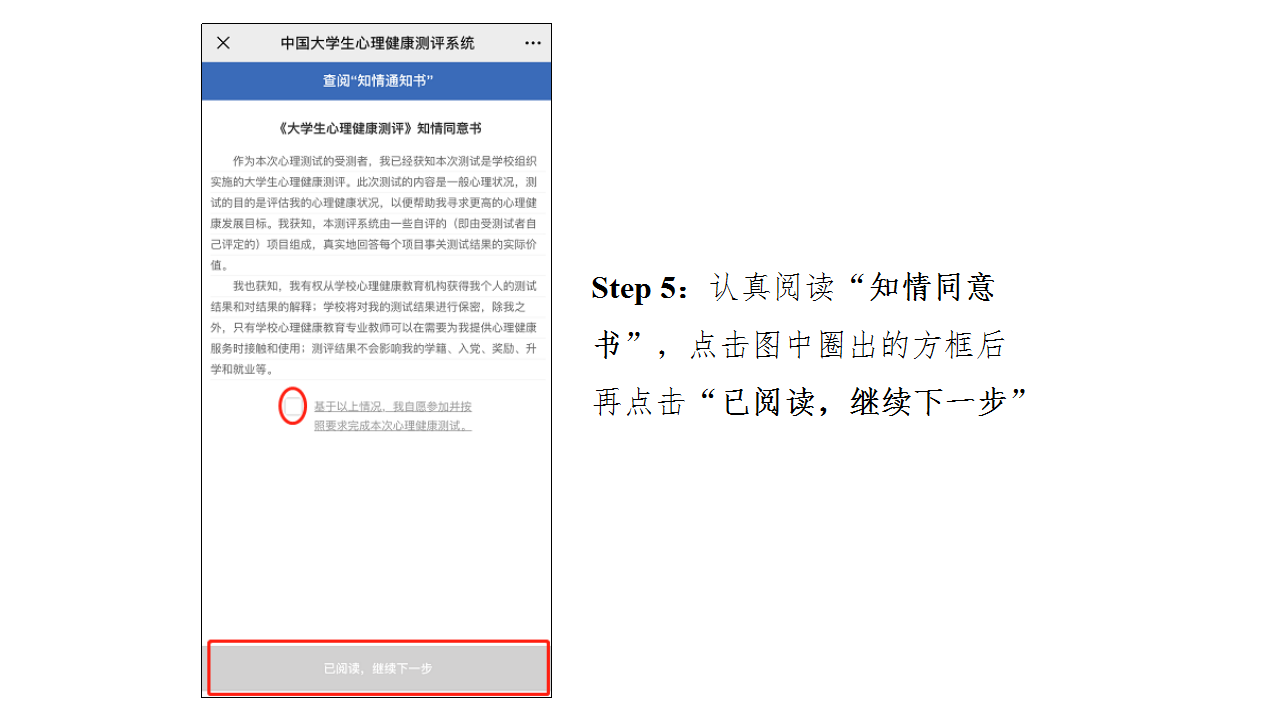 中国大学生心理健康测评系统
查阅“知情通知书”
《大学生心理健康测评》知情同意书
作为本次心理测试的受测者，我已经获知本次测试是学校组织
实施的大学生心理健康测评。此次测试的内容是一般心理状况，测
试的目的是评估我的心理健康状况，以便帮助我寻求更高的心理健
康发展目标。我获知，本测评系统由一些自评的（即由受测试者自
己评定的）项目组成，真实地回答每个项目事关测试结果的实际价
值。
我也获知，我有权从学校心理健康教育机构获得我个人的测试
结果和对结果的解释；学校将对我的测试结果进行保密，除我之
外，只有学校心理健康教育专业教师可以在需要为我提供心理健康
服务时接触和使用；测评结果不会影响我的学籍、入党、奖励、升
学和就业等。
基于以上情况，我自愿参加并按
照要求完成本次心理健康测试。
已阅读，继续下一步
Step 5：认真阅读“知情同意
书”，点击图中圈出的方框后
再点击“已阅读，继续下一步”